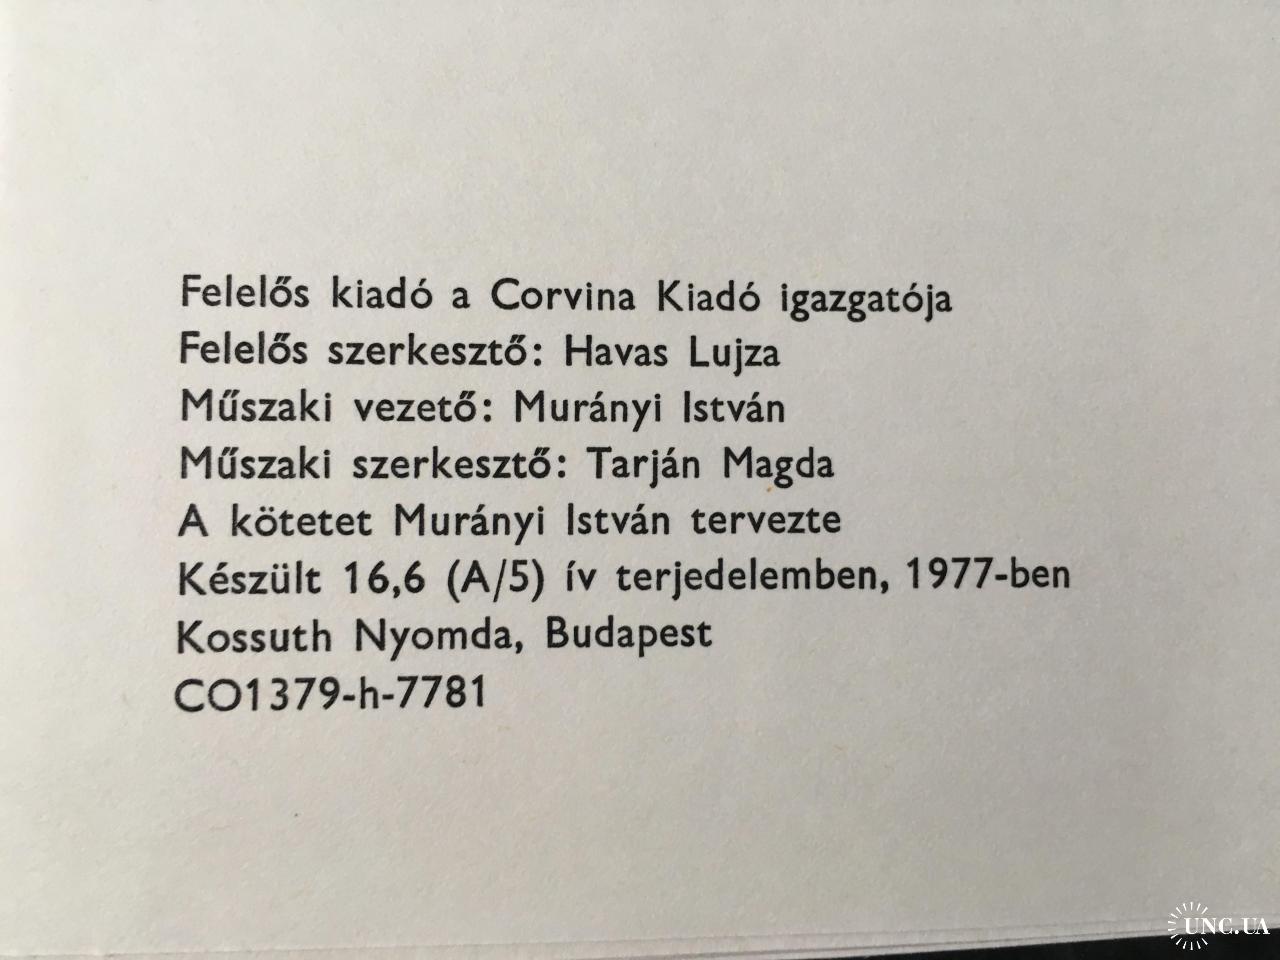 Felelős kiadó a Corvina Kiadó igazgatója
Felelős szerkesztő: Havas Lujza
Műszaki vezető: Murányi István
Műszaki szerkesztő: Tarján Magda
A kötetet Murányi István tervezte
Készült 16,6 (A/5) ív terjedelemben, 1977-ben
Kossuth Nyomda, Budapest
CO1379-h-7781
UNC.UA